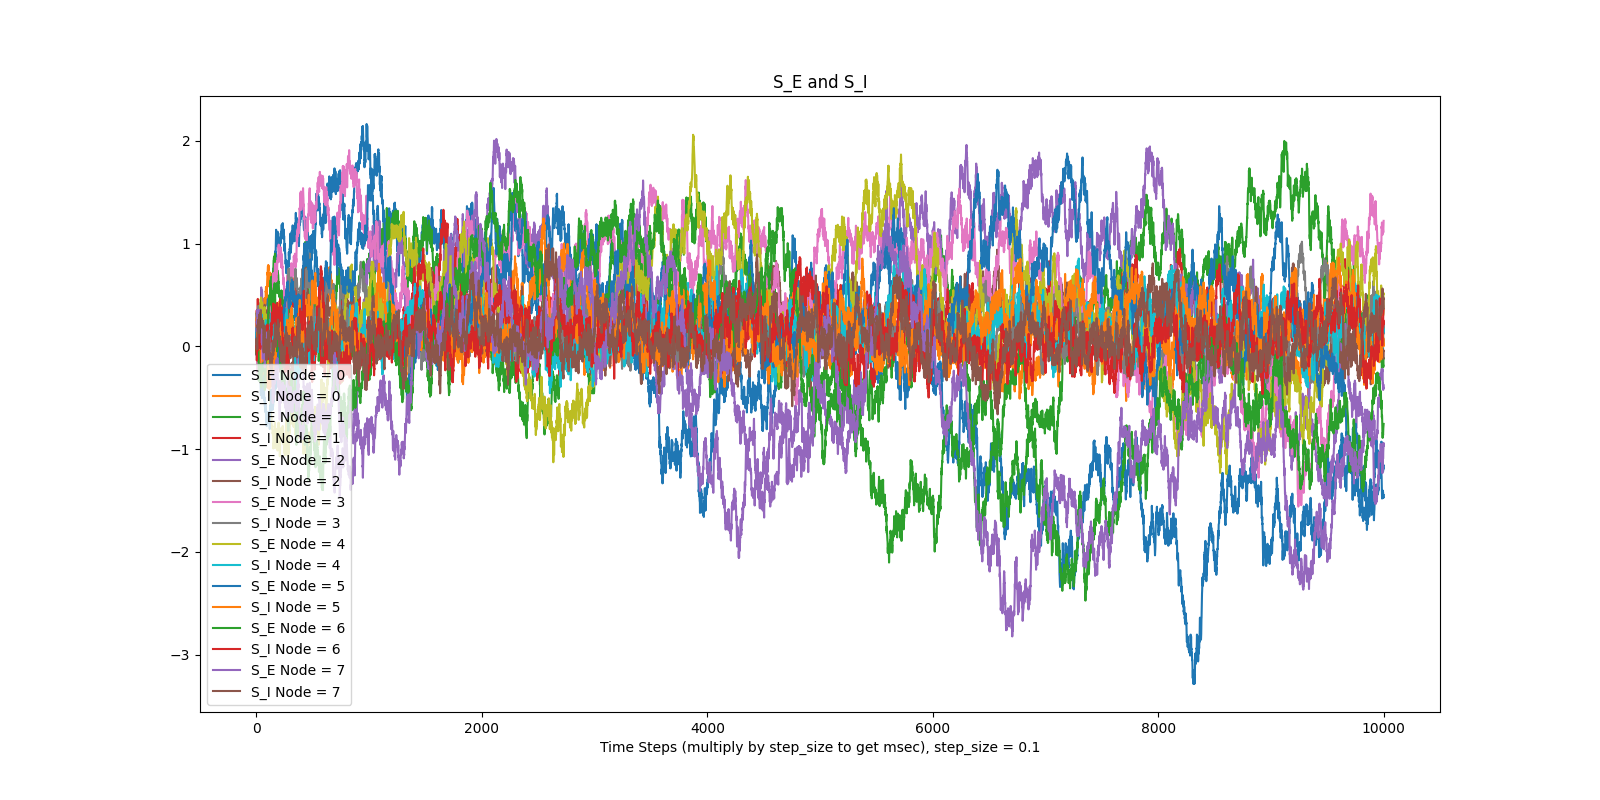 S_E and S_I
2
1
0
−1
−2
−3
S_E Node = 0
S_I Node = 0
S_E Node = 1
S_I Node = 1
S_E Node = 2
S_I Node = 2
S_E Node = 3
S_I Node = 3
S_E Node = 4
S_I Node = 4
S_E Node = 5
S_I Node = 5
S_E Node = 6
S_I Node = 6
S_E Node = 7
S_I Node = 7
0 2000 4000 6000 8000 10000
Time Steps (multiply by step_size to get msec), step_size = 0.1